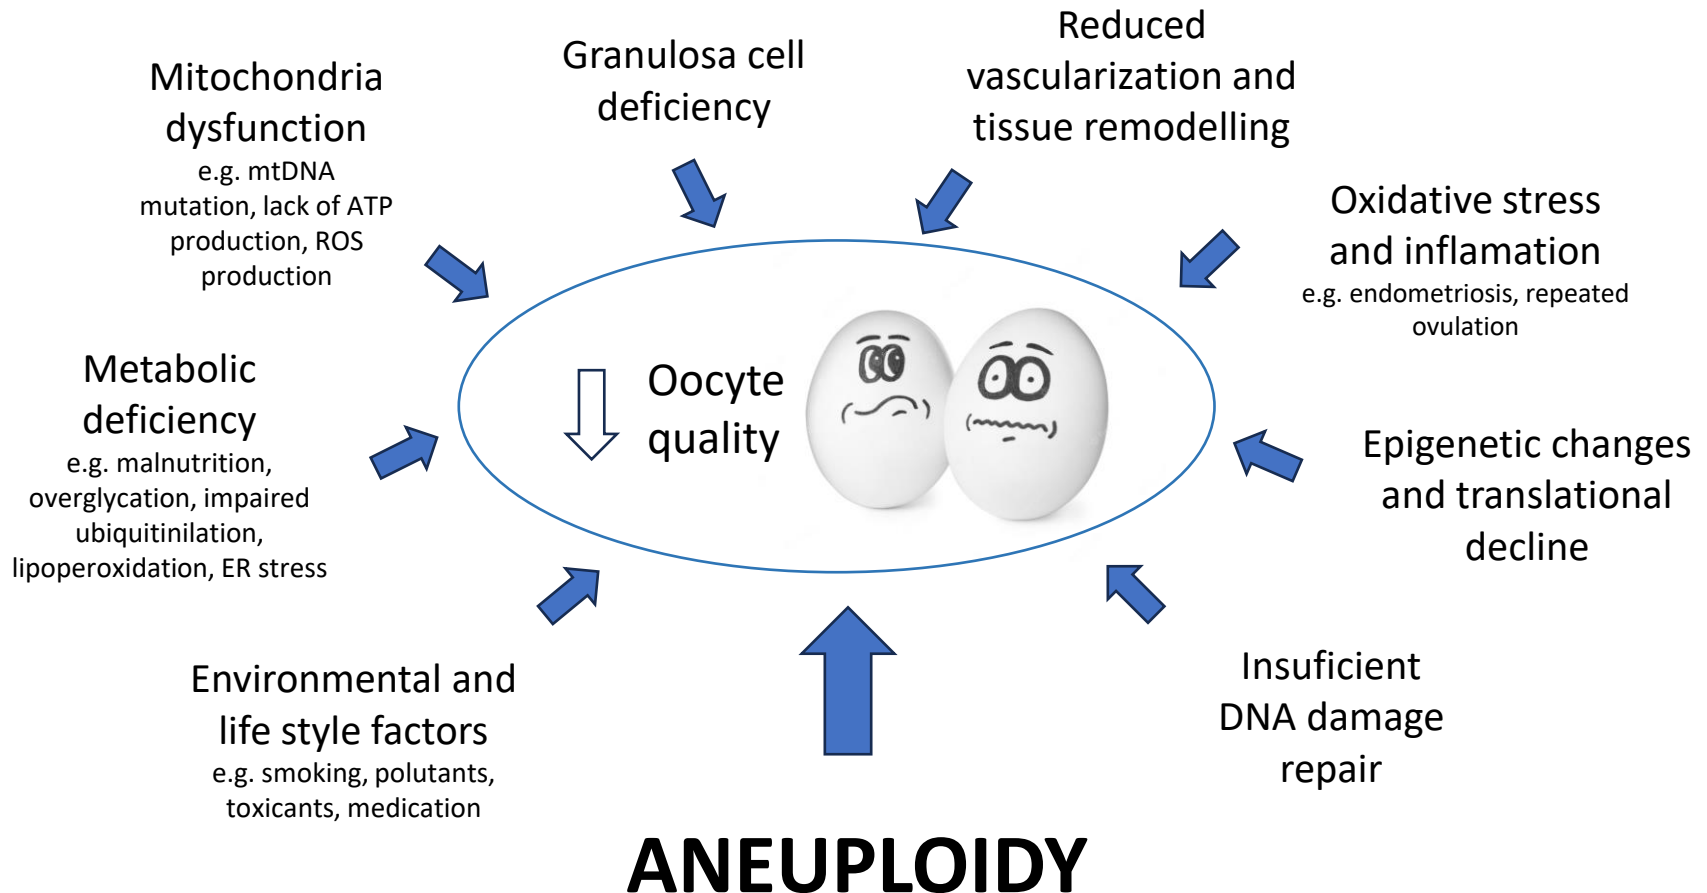 Mitochondria
dysfunction
e.g. mtDNA
mutation, lack of ATP
production, ROS
production
Granulosa cell
deficiency
Reduced
vascularization and
tissue remodelling
Oxidative stress
and inflamation
e.g. endometriosis, repeated
ovulation
Metabolic
deficiency
e.g. malnutrition,
overglycation, impaired
ubiquitinilation,
lipoperoxidation, ER stress
Oocyte
quality
Epigenetic changes
and translational
decline
Environmental and
life style factors
e.g. smoking, polutants,
toxicants, medication
Insuficient
DNA damage
repair
ANEUPLOIDY